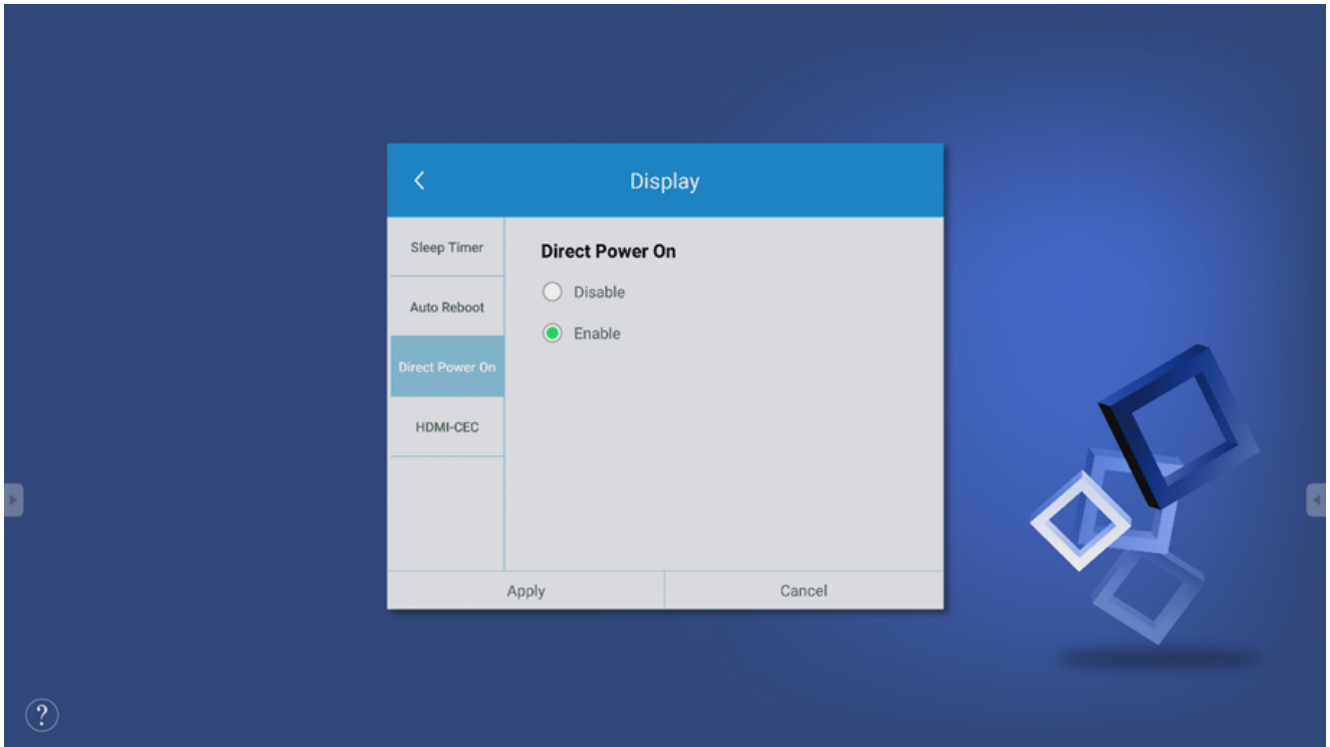 Display
Sleep Timer
Auto Reboot
Direct Power On
HDMI-CEC
Direct Power On
Disable
Enable
Apply
Cancel
?